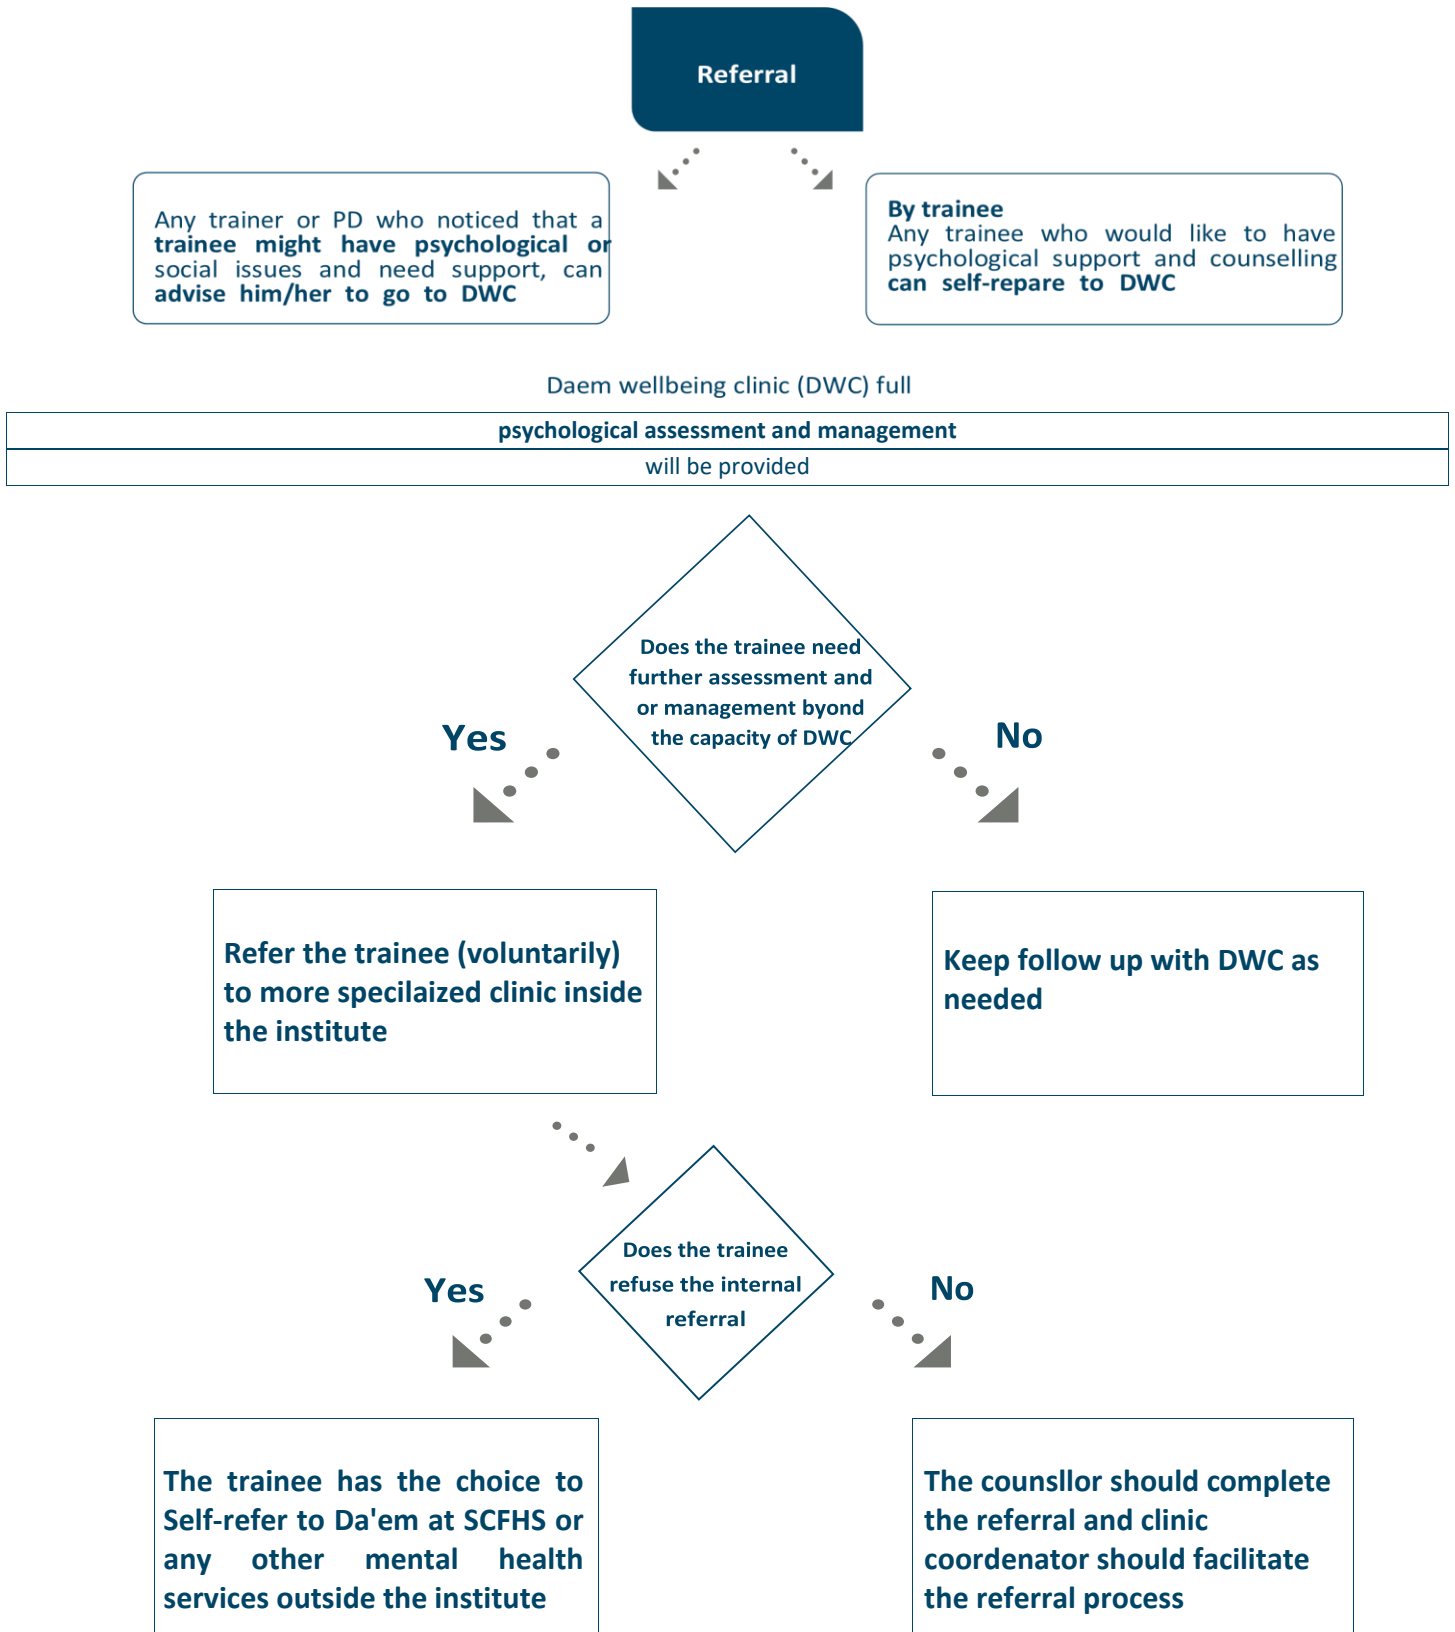 Referral
Any trainer or PD who noticed that a
trainee might have psychological or
social issues and need support, can
advise him/her to go to DWC
By trainee
Any trainee who would like to have
psychological support and counselling
can self-repare to DWC
Daem wellbeing clinic (DWC) full
psychological assessment and management
will be provided
Does the trainee need
further assessment and
or management byond
the capacity of DWC
Yes
No
Refer the trainee (voluntarily)
to more specilaized clinic inside
the institute
Keep follow up with DWC as
needed
Does the trainee
refuse the internal
referral
Yes
No
The trainee has the choice to
Self-refer to Da'em at SCFHS or
any other mental health
services outside the institute
The counsllor should complete
the referral and clinic
coordenator should facilitate
the referral process